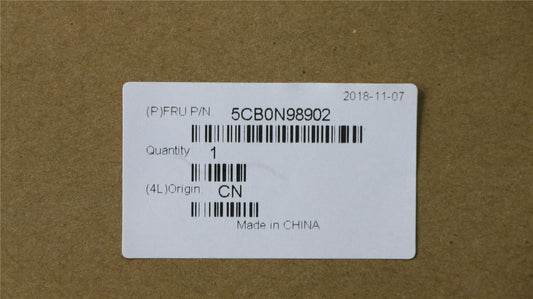 2018-11-07
(P)FRU P/N. 5CB0N98902
Quantity 1
(4L)Origin. CN
Made in CHINA